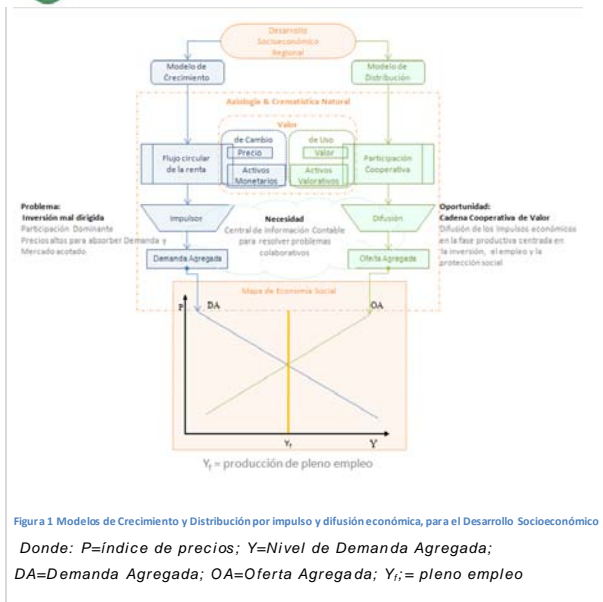 Desarrollo
Socioeconómico
Regional
Modelo de
Crecimiento
Modelo de
Distribución
Axiología & Crematística Natural
Valor
de Cambio
Precio
Activos
Monetarios
de Uso
Valor
Activos
Valorativos
Flujo circular
de la renta
Participación
Cooperativa
Problema:
Inversión mal dirigida
Participación Dominante
Precios altos para absorber Demanda y
Mercado acotado
Impulsor
Necesidad
Central de Información Contable
para resolver problemas
colaborativos
Difusión
Oportunidad:
Cadena Cooperativa de Valor
Difusión de los impulsos económicos
en la fase productiva centrada en
la inversión, el empleo y la
protección social
Demanda Agregada
Oferta Agregada
Mapa de Economía Social
P
DA
OA
Yf
Y
Yf = producción de pleno empleo
Figura 1 Modelos de Crecimiento y Distribución por impulso y difusión económica, para el Desarrollo Socioeconómico
Donde: P=índice de precios; Y=Nivel de Demanda Agregada;
DA=Demanda Agregada; OA=Oferta Agregada; Yf;= pleno empleo